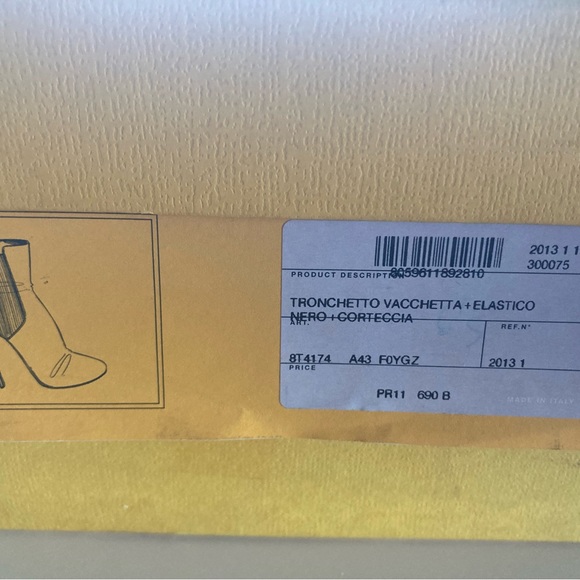 2013 1 1
300075
8059611892810
PRODUCT DESCRIPTION
TRONCHETTO VACCHETTA+ELASTICO
NERO+CORTECCIA
ART.
REF.N°
8T4174 A43 F0YGZ
2013 1
PRICE
PR11 690 B
MADE IN ITALY